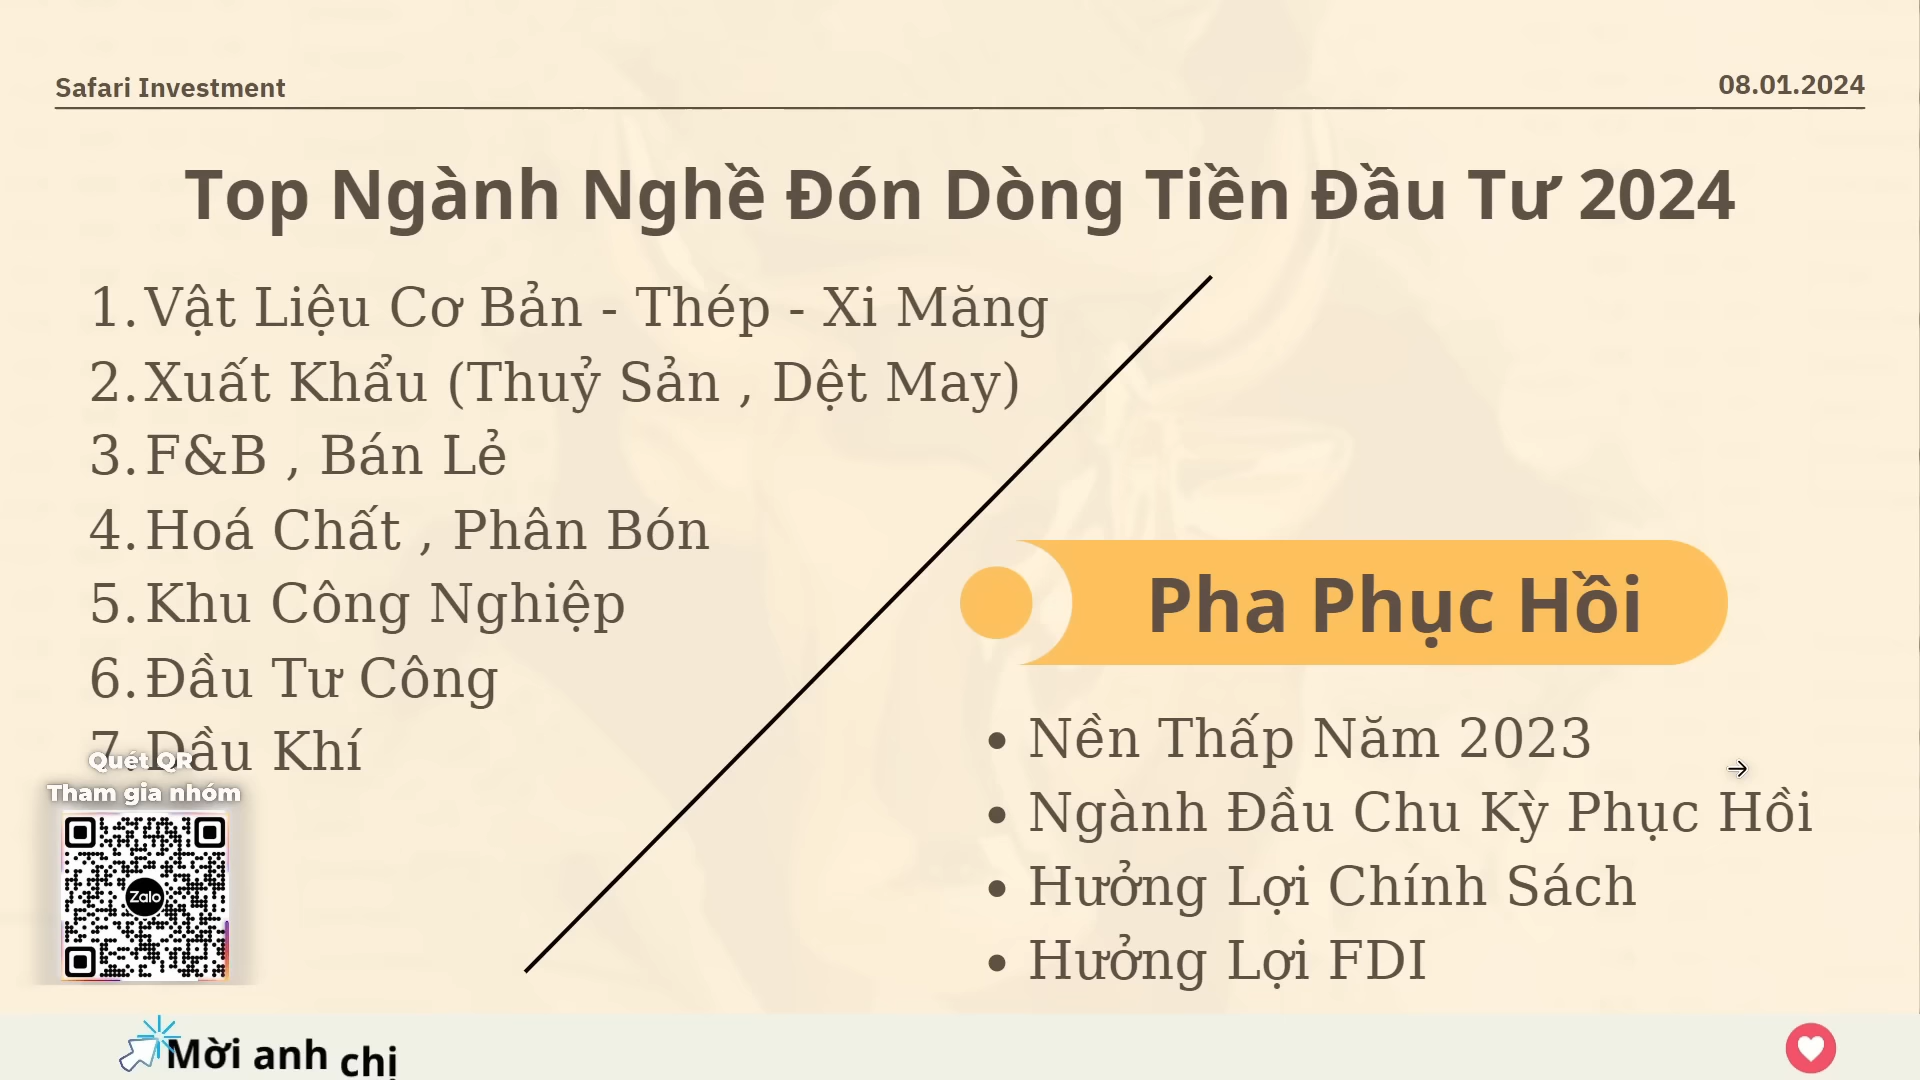 Safari Investment
08.01.2024
Top Ngành Nghề Đón Dòng Tiền Đầu Tư 2024
1. Vật Liệu Cơ Bản - Thép - Xi Măng
2. Xuất Khẩu (Thuỷ Sản , Dệt May)
3. F&B , Bán Lẻ
4. Hoá Chất , Phân Bón
5. Khu Công Nghiệp
6. Đầu Tư Công
7. Dầu Khí
Quét QR
Tham gia nhóm
Zalo
Pha Phục Hồi
• Nền Thấp Năm 2023
• Ngành Đầu Chu Kỳ Phục Hồi
• Hưởng Lợi Chính Sách
• Hưởng Lợi FDI
Mời anh chị